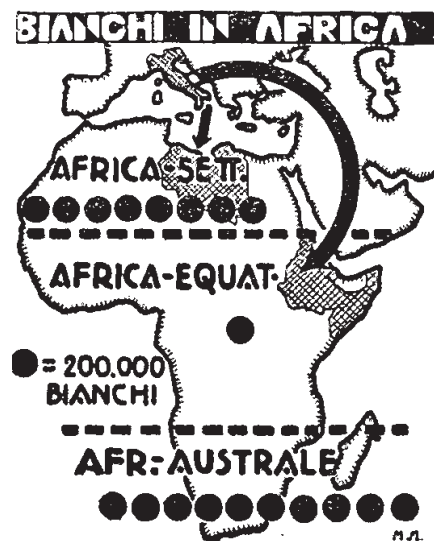 BIANCHI IN AFRICA
AFRICA-SETT.
AFRICA-EQUAT-
= 200.000
BIANCHI
AFR.=AUSTRALE